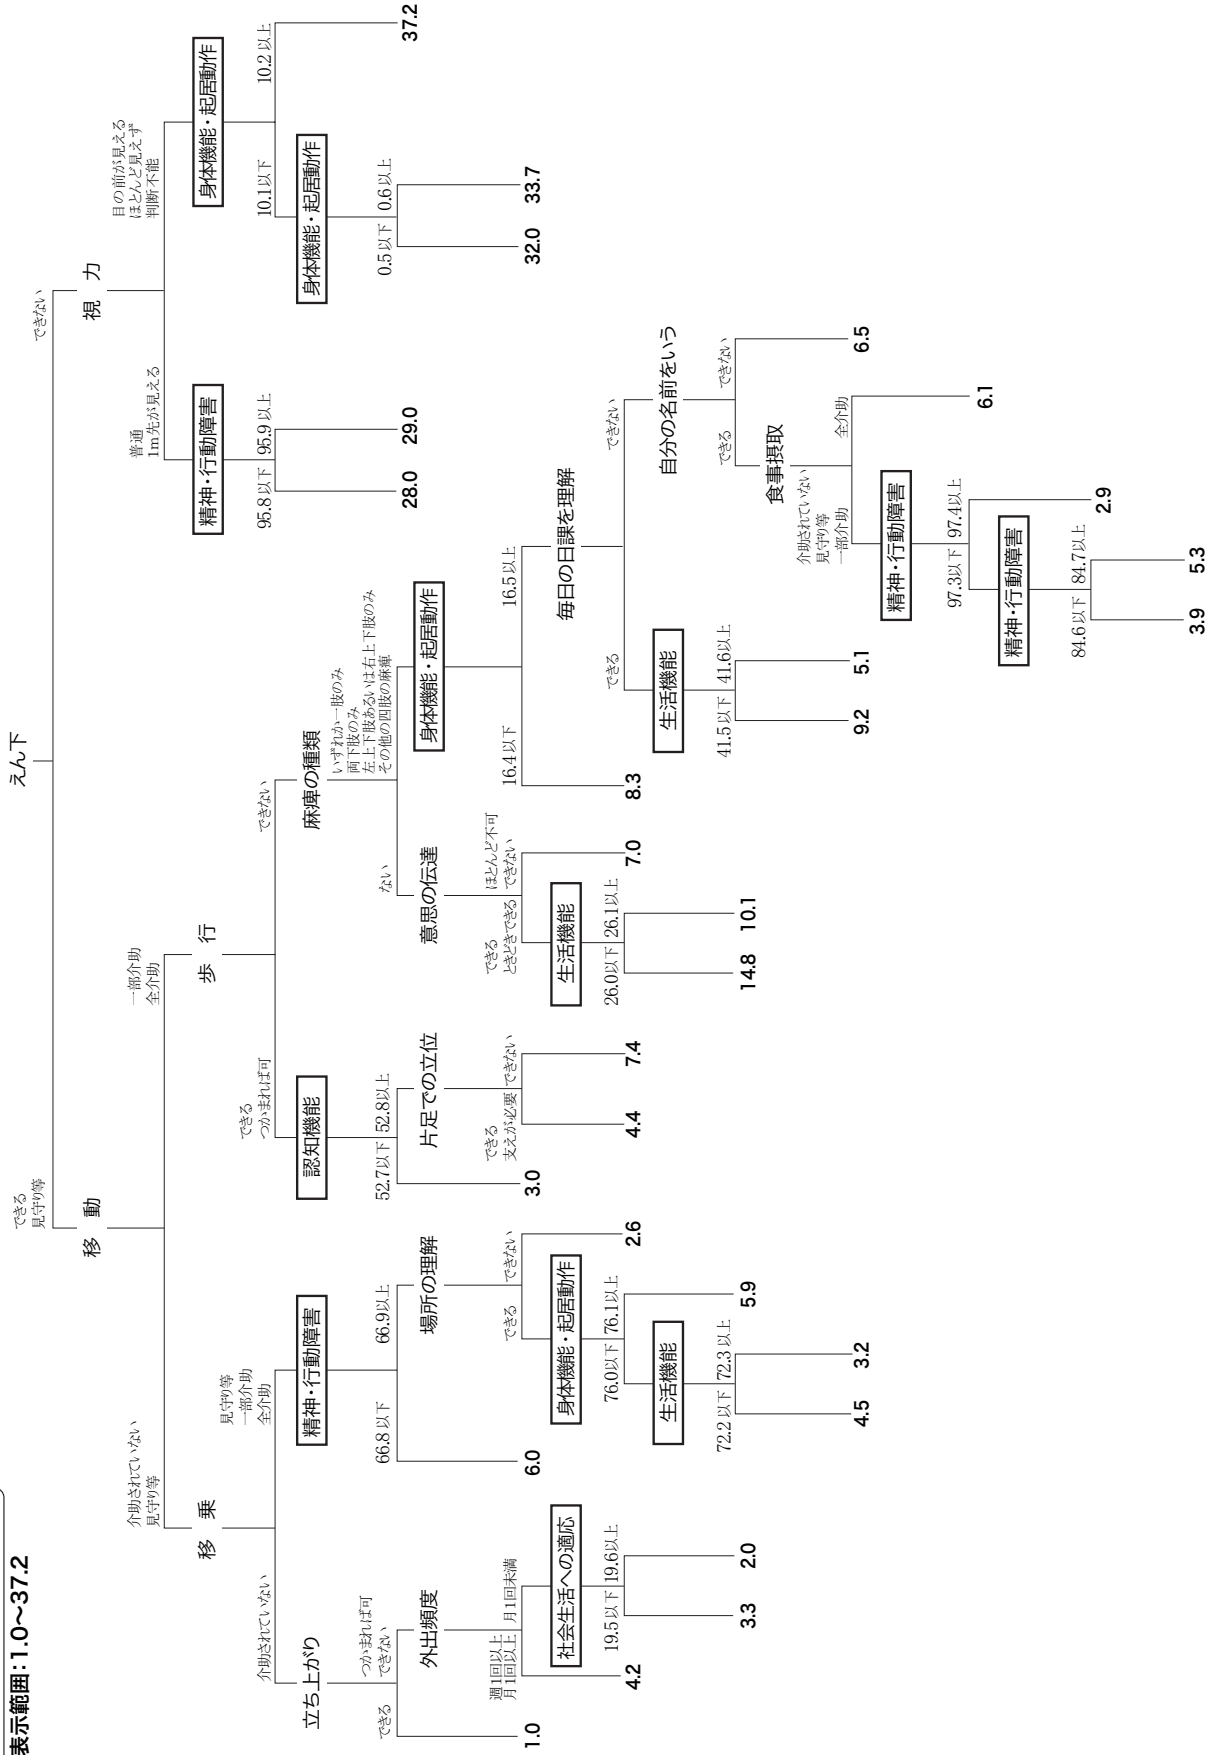 表示範囲：1.0～37.2
えん下
できる
見守り等
できない
移動
介助されていない
見守り等
一部介助
全介助
視力
普通
1m先が見える
目の前が見える
ほとんど見えず
判断不能
移乗
介助されていない
見守り等
一部介助
全介助
歩行
できる
つかまれば可
できない
精神・行動障害
95.8以下
95.9以上
28.0
29.0
身体機能・起居動作
10.1以下
10.2以上
37.2
身体機能・起居動作
0.5以下
0.6以上
32.0
33.7
立ち上がり
できる
つかまれば可
できない
1.0
外出頻度
週1回以上
月1回以上
月1回未満
4.2
社会生活への適応
19.5以下
19.6以上
3.3
2.0
精神・行動障害
66.8以下
66.9以上
6.0
場所の理解
できる
できない
2.6
身体機能・起居動作
76.0以下
76.1以上
5.9
生活機能
72.2以下
72.3以上
4.5
3.2
認知機能
52.7以下
52.8以上
3.0
片足での立位
できる
支えが必要
できない
4.4
7.4
麻痺の種類
ない
いずれか一肢のみ
両下肢のみ
左上下肢あるいは右上下肢のみ
その他の四肢の麻痺
意思の伝達
できる
ときどきできる
ほとんど不可
できない
7.0
生活機能
26.0以下
26.1以上
14.8
10.1
身体機能・起居動作
16.4以下
16.5以上
8.3
毎日の日課を理解
できる
できない
生活機能
41.5以下
41.6以上
9.2
5.1
自分の名前をいう
できる
できない
6.5
食事摂取
介助されていない
見守り等
一部介助
全介助
6.1
精神・行動障害
97.3以下
97.4以上
2.9
精神・行動障害
84.6以下
84.7以上
3.9
5.3